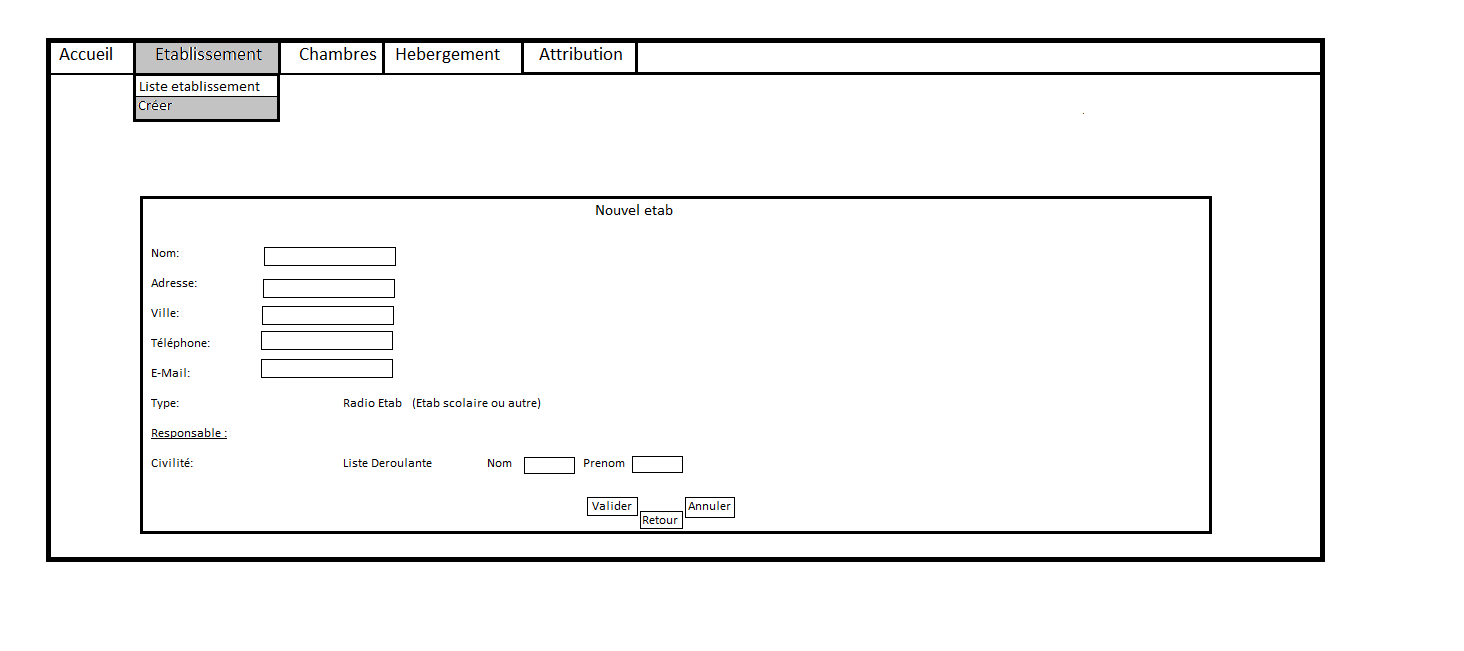 Accueil Etablissement Chambres Hebergement Attribution
Liste etablissement
Créer
Nouvel etab
Nom:
Adresse:
Ville:
Téléphone:
E-Mail:
Type: Radio Etab (Etab scolaire ou autre)
Responsable :
Civilité: Liste Deroulante Nom Prenom
Valider Annuler
Retour